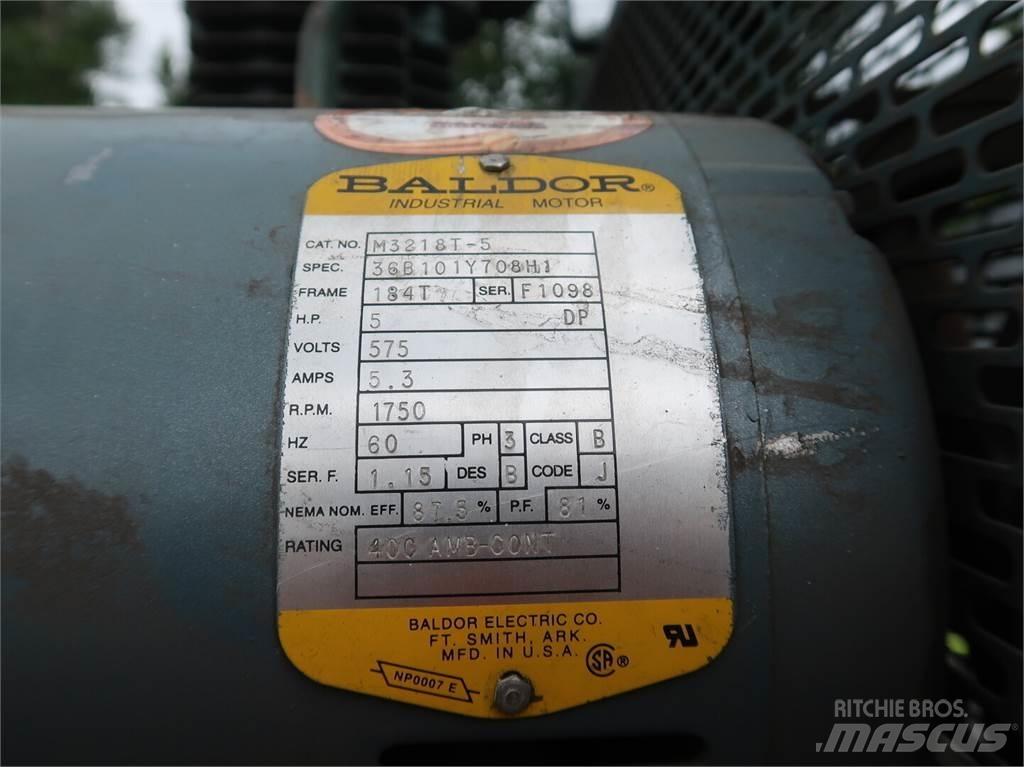 BALDOR®
INDUSTRIAL MOTOR
CAT. NO. M3218T-5
SPEC. 36B101Y708H1
FRAME 184T SER. F1098
H.P. 5 DP
VOLTS 575
AMPS 5.3
R.P.M. 1750
HZ 60 PH 3 CLASS B
SER. F. 1.15 DES B CODE J
NEMA NOM. EFF. 87.5 % P.F. 81 %
RATING 40C AMB-CONT
BALDOR ELECTRIC CO.
FT. SMITH, ARK.
MFD. IN U.S.A.
NP0007 E
RITCHIE BROS.
MASCUS